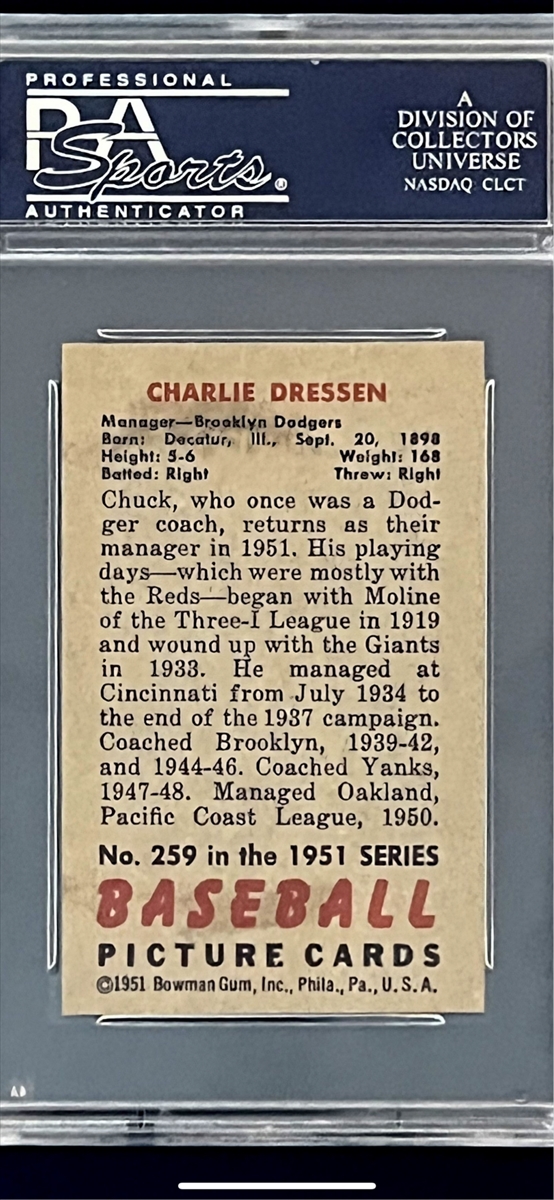 PROFESSIONAL
PSA
Sports®
AUTHENTICATOR
A
DIVISION OF
COLLECTORS
UNIVERSE
NASDAQ: CLCT
CHARLIE DRESSEN
Manager—Brooklyn Dodgers
Born: Decatur, Ill., Sept. 20, 1898
Height: 5-6 Weight: 168
Batted: Right Threw: Right
Chuck, who once was a Dod-
ger coach, returns as their
manager in 1951. His playing
days—which were mostly with
the Reds—began with Moline
of the Three-I League in 1919
and wound up with the Giants
in 1933. He managed at
Cincinnati from July 1934 to
the end of the 1937 campaign.
Coached Brooklyn, 1939-42,
and 1944-46. Coached Yanks,
1947-48. Managed Oakland,
Pacific Coast League, 1950.
No. 259 in the 1951 SERIES
BASEBALL
PICTURE CARDS
©1951 Bowman Gum, Inc., Phila., Pa., U.S.A.